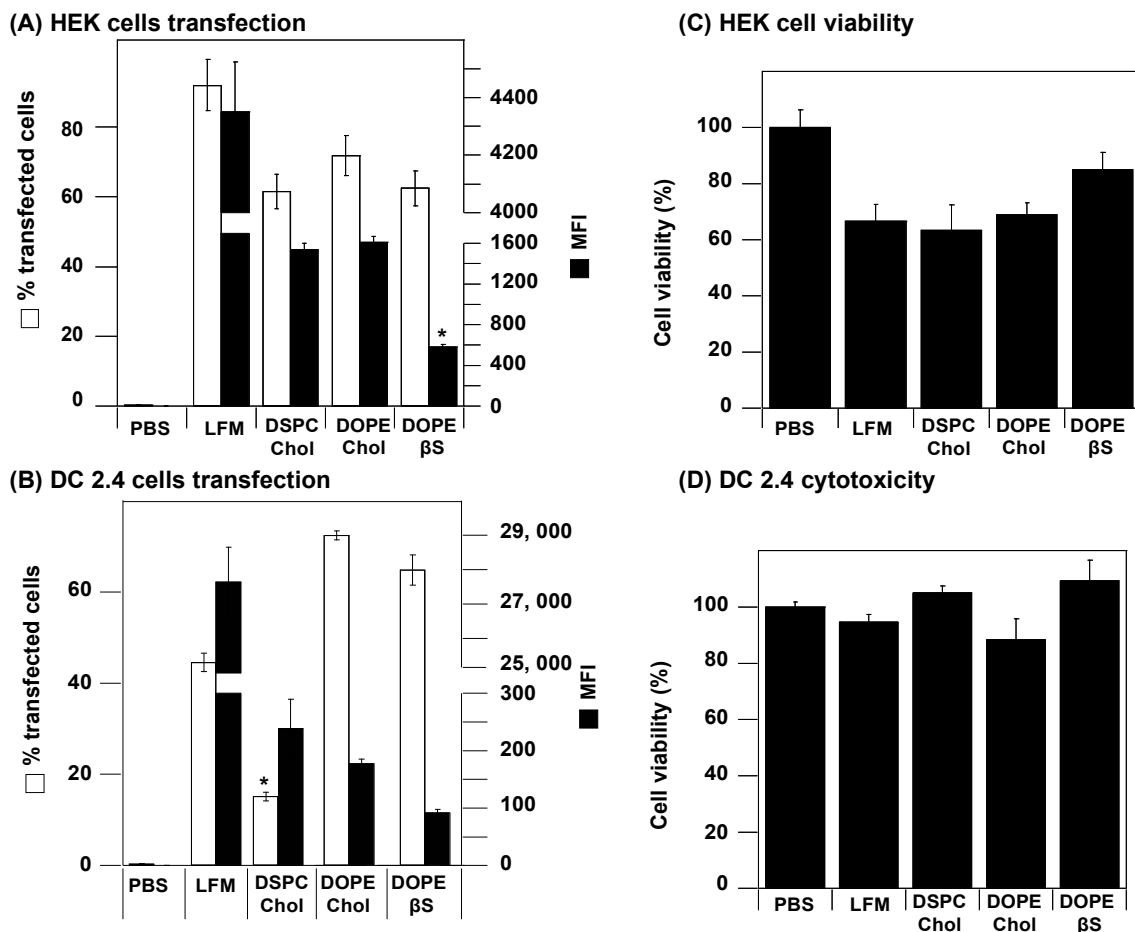 (A) HEK cells transfection
% transfected cells
80
60
40
20
0
4400
4200
4000
1600
1200
800
400
0
MFI
*
PBS LFM DSPC Chol DOPE Chol DOPE βS
(C) HEK cell viability
Cell viability (%)
100
80
60
40
20
0
PBS LFM DSPC Chol DOPE Chol DOPE βS
(B) DC 2.4 cells transfection
% transfected cells
60
40
20
0
29, 000
27, 000
25, 000
300
200
100
0
MFI
*
PBS LFM DSPC Chol DOPE Chol DOPE βS
(D) DC 2.4 cytotoxicity
Cell viability (%)
100
80
60
40
20
0
PBS LFM DSPC Chol DOPE Chol DOPE βS